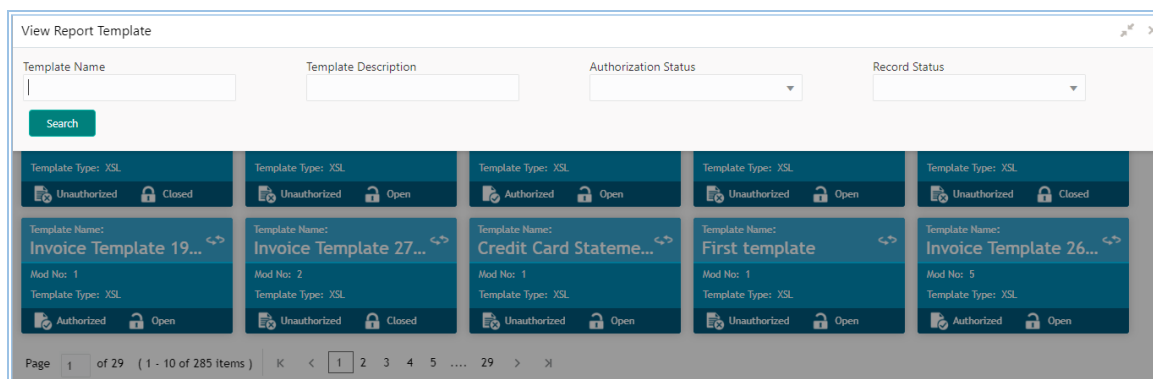 View Report Template
Template Name Template Description Authorization Status Record Status
Search
Template Type: XSL Template Type: XSL Template Type: XSL Template Type: XSL Template Type: XSL
Unauthorized Closed Unauthorized Open Authorized Open Unauthorized Open Unauthorized Closed
Template Name: Template Name: Template Name: Template Name: Template Name:
Invoice Template 19... Invoice Template 27... Credit Card Stateme... First template Invoice Template 26...
Mod No: 1 Mod No: 2 Mod No: 1 Mod No: 1 Mod No: 5
Template Type: XSL Template Type: XSL Template Type: XSL Template Type: XSL Template Type: XSL
Authorized Open Unauthorized Closed Unauthorized Open Unauthorized Open Authorized Open
Page 1 of 29 ( 1 - 10 of 285 items ) 1 2 3 4 5 .... 29